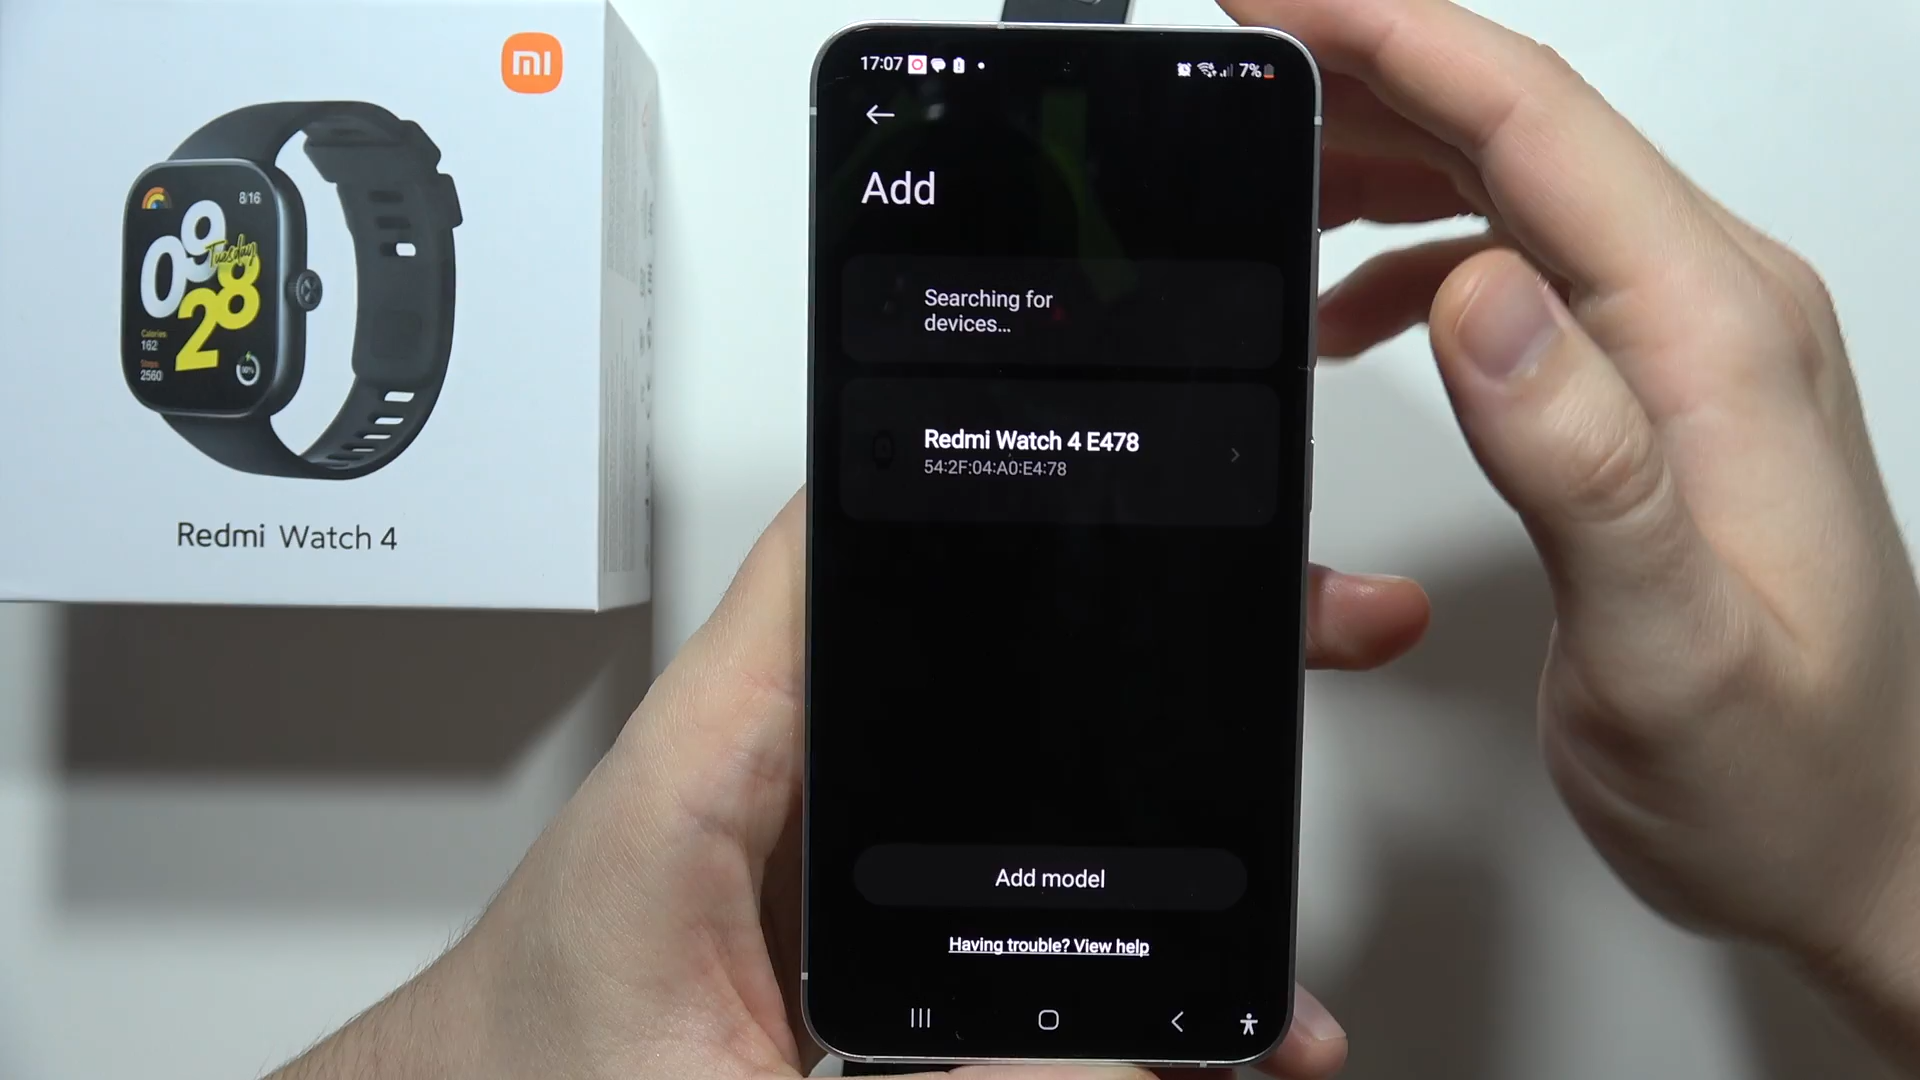 mi
8/16
09
Tuesday
28
Calories
162
Steps
2560
Redmi Watch 4
17:07
7%
Add
Searching for
devices...
Redmi Watch 4 E478
54:2F:04:A0:E4:78
Add model
Having trouble? View help